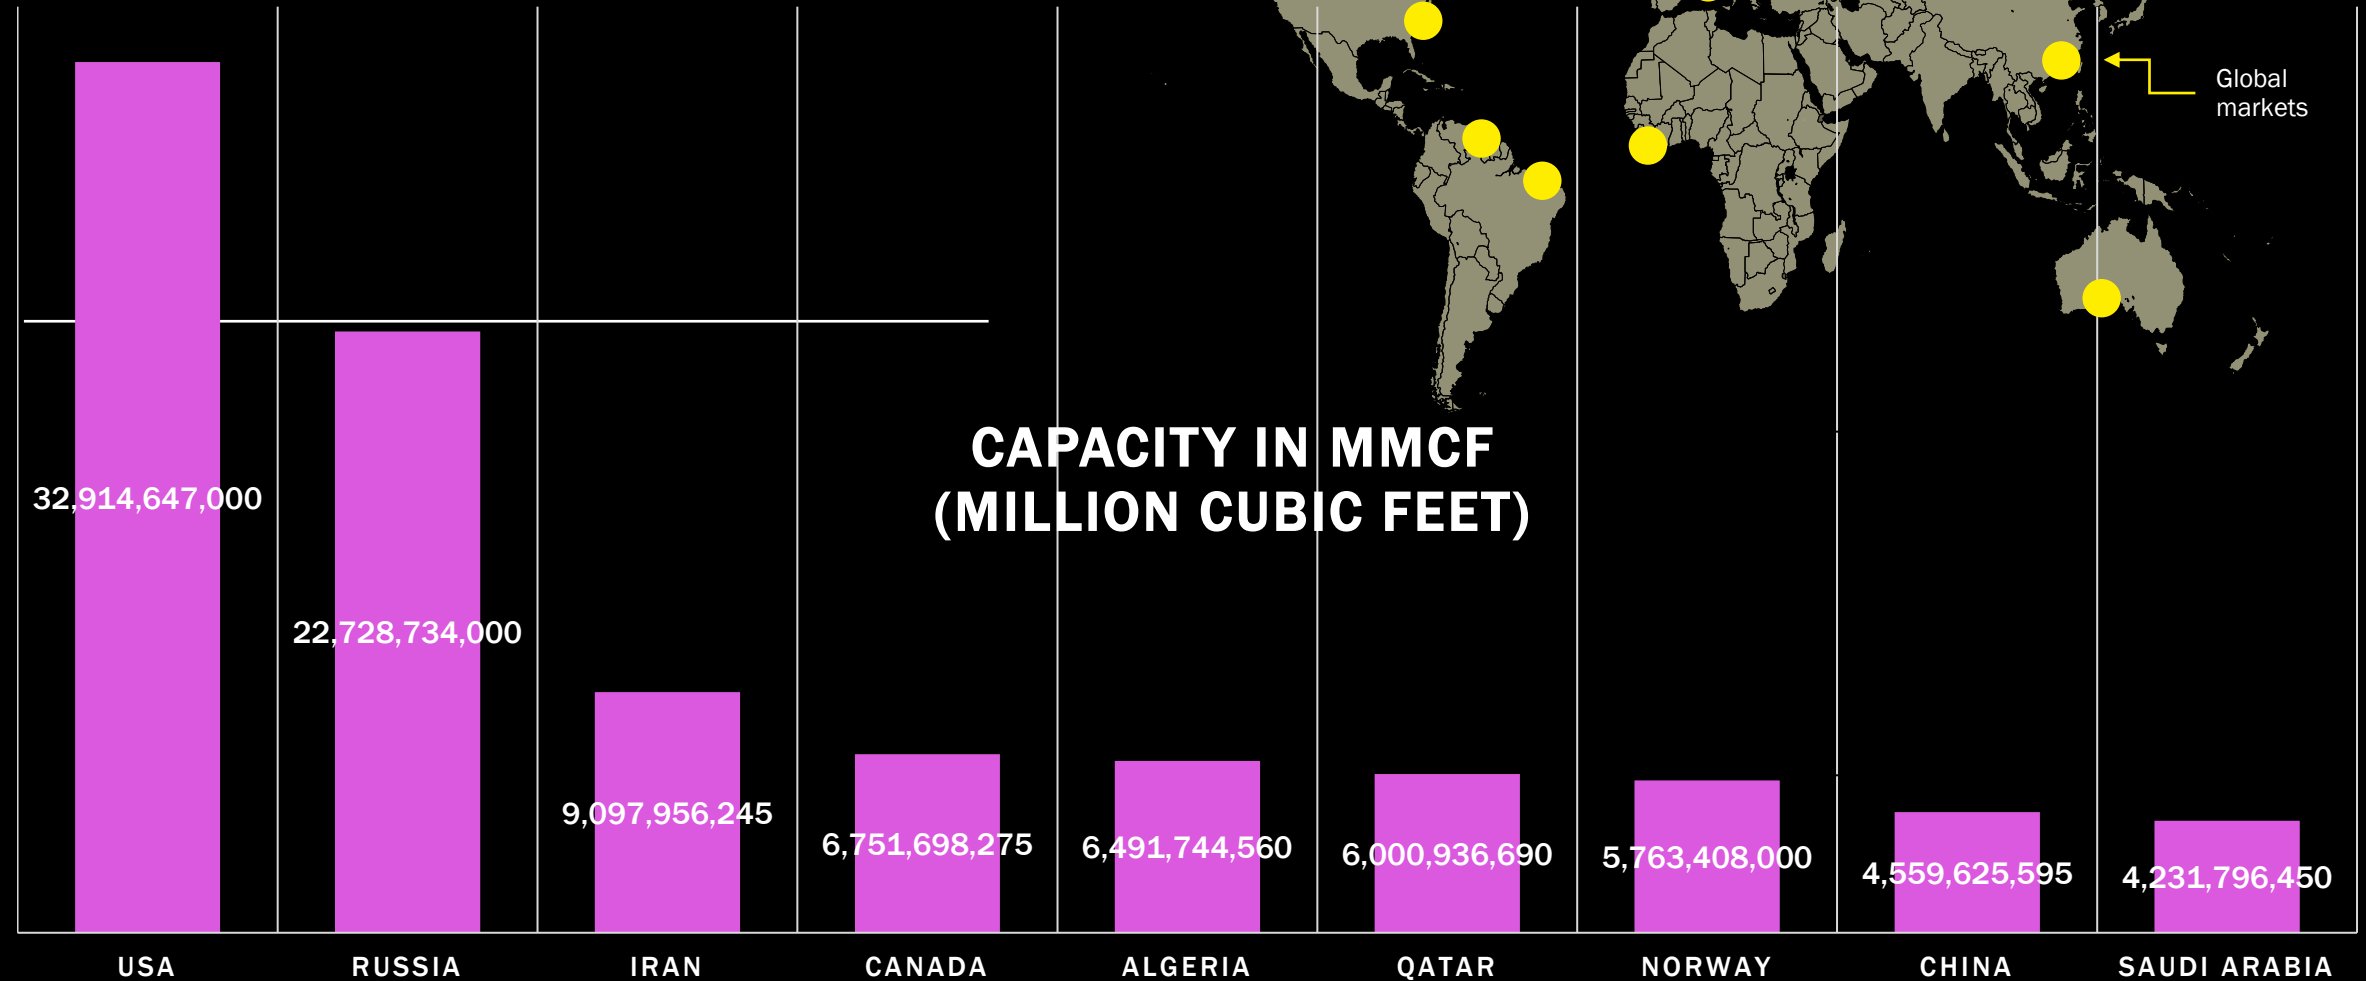 Global
markets
CAPACITY IN MMCF
(MILLION CUBIC FEET)
32,914,647,000
22,728,734,000
9,097,956,245
6,751,698,275
6,491,744,560
6,000,936,690
5,763,408,000
4,559,625,595
4,231,796,450
USA
RUSSIA
IRAN
CANADA
ALGERIA
QATAR
NORWAY
CHINA
SAUDI ARABIA